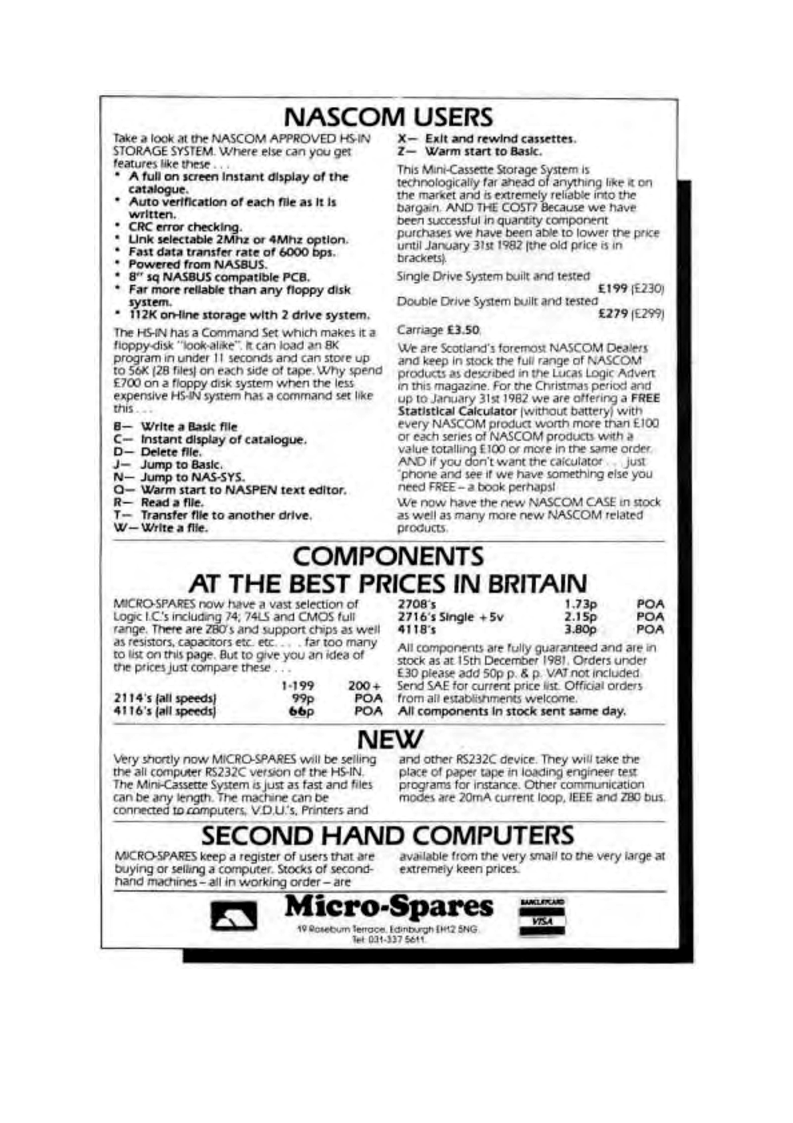 NASCOM USERS
Take a look at the NASCOM APPROVED HS-IN
STORAGE SYSTEM. Where else can you get
features like these . . .
* A full on screen instant display of the
catalogue.
* Auto verification of each file as it is
written.
* CRC error checking.
* Link selectable 2Mhz or 4Mhz option.
* Fast data transfer rate of 6000 bps.
* Powered from NASBUS.
* 8" sq NASBUS compatible PCB.
* Far more reliable than any floppy disk
system.
* 112K on-line storage with 2 drive system.
The HS-IN has a Command Set which makes it a
floppy-disk "look-alike". It can load an 8K
program in under 11 seconds and can store up
to 56K (28 files) on each side of tape. Why spend
£700 on a floppy disk system when the less
expensive HS-IN system has a command set like
this . . .
B— Write a Basic file
C— Instant display of catalogue.
D— Delete file.
J— Jump to Basic.
N— Jump to NAS-SYS.
O— Warm start to NASPEN text editor.
R— Read a file.
T— Transfer file to another drive.
W— Write a file.
X— Exit and rewind cassettes.
Z— Warm start to Basic.
This Mini-Cassette Storage System is
technologically far ahead of anything like it on
the market and is extremely reliable into the
bargain. AND THE COST? Because we have
been successful in quantity component
purchases we have been able to lower the price
until January 31st 1982 (the old price is in
brackets).
Single Drive System built and tested
£199 (£230)
Double Drive System built and tested
£279 (£299)
Carriage £3.50.
We are Scotland's foremost NASCOM Dealers
and keep in stock the full range of NASCOM
products as described in the Lucas Logic Advert
in this magazine. For the Christmas period and
up to January 31st 1982 we are offering a FREE
Statistical Calculator (without battery) with
every NASCOM product worth more than £100
or each series of NASCOM products with a
value totalling £100 or more in the same order.
AND if you don't want the calculator . . . just
'phone and see if we have something else you
need FREE – a book perhaps!
We now have the new NASCOM CASE in stock
as well as many more new NASCOM related
products.
COMPONENTS
AT THE BEST PRICES IN BRITAIN
MICRO-SPARES now have a vast selection of
Logic I.C.'s including 74; 74LS and CMOS full
range. There are Z80's and support chips as well
as resistors, capacitors etc. etc. . . . far too many
to list on this page. But to give you an idea of
the prices just compare these . . .
1-199 200+
2114's (all speeds) 99p POA
4116's (all speeds) 66p POA
2708's 1.73p POA
2716's Single +5v 2.15p POA
4118's 3.80p POA
All components are fully guaranteed and are in
stock as at 15th December 1981. Orders under
£30 please add 50p p. & p. VAT not included.
Send SAE for current price list. Official orders
from all establishments welcome.
All components in stock sent same day.
NEW
Very shortly now MICRO-SPARES will be selling
the all computer RS232C version of the HS-IN.
The Mini-Cassette System is just as fast and files
can be any length. The machine can be
connected to computers, V.D.U.'s, Printers and
and other RS232C device. They will take the
place of paper tape in loading engineer test
programs for instance. Other communication
modes are 20mA current loop, IEEE and Z80 bus.
SECOND HAND COMPUTERS
MICRO-SPARES keep a register of users that are
buying or selling a computer. Stocks of second-
hand machines – all in working order – are
available from the very small to the very large at
extremely keen prices.
Micro-Spares
19 Roseburn Terrace, Edinburgh EH12 5NG.
Tel: 031-337 5611.
BARCLAYCARD
VISA